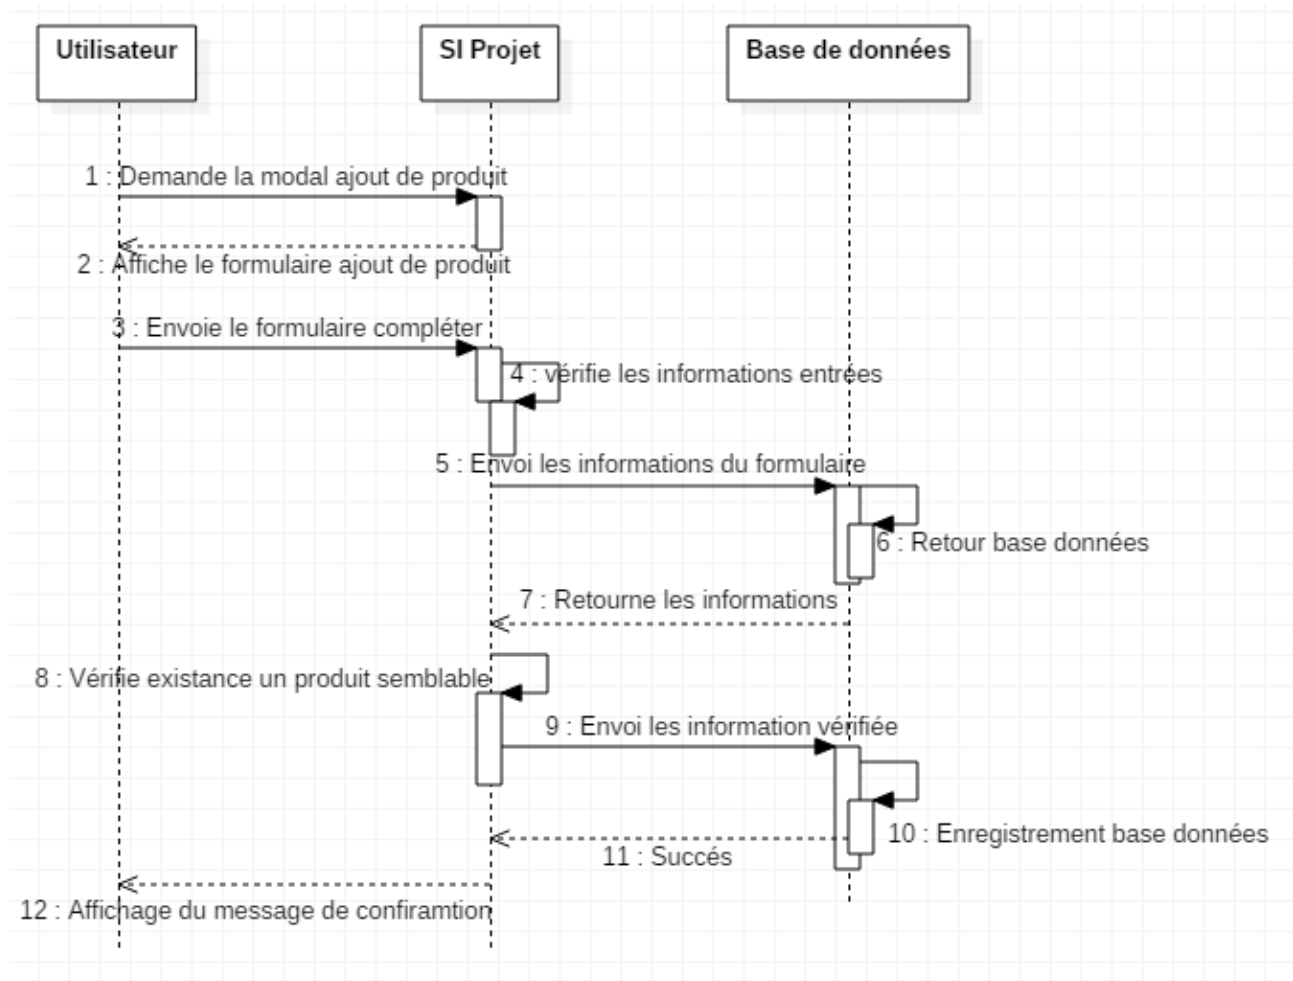 Utilisateur
SI Projet
Base de données
1 : Demande la modal ajout de produit
2 : Affiche le formulaire ajout de produit
3 : Envoie le formulaire compléter
4 : vérifie les informations entrées
5 : Envoi les informations du formulaire
6 : Retour base données
7 : Retourne les informations
8 : Vérifie existance un produit semblable
9 : Envoi les information vérifiée
10 : Enregistrement base données
11 : Succés
12 : Affichage du message de confiramtion